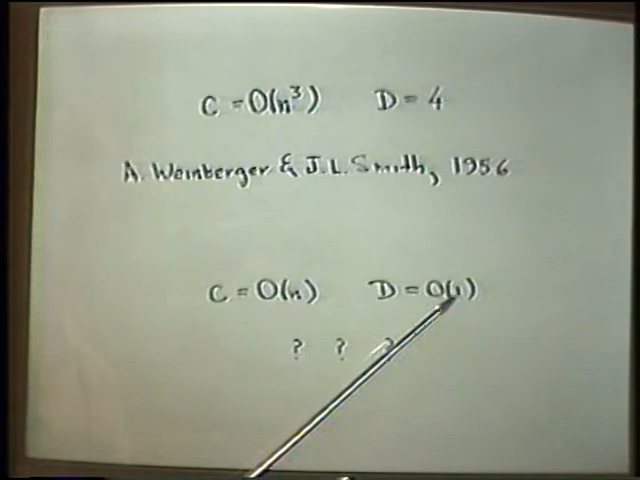 C = O(n³) D = 4
A. Weinberger & J.L. Smith, 1956
C = O(n) D = O(1)
? ? ?